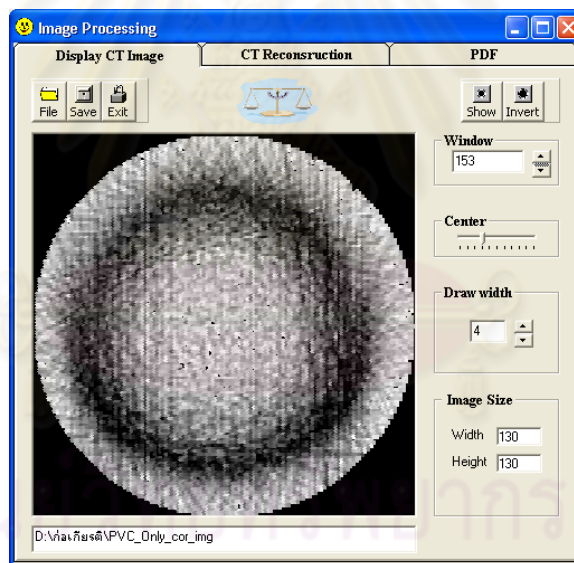 Image Processing
Display CT Image
CT Reconsruction
PDF
File
Save
Exit
Show
Invert
Window
153
Center
Draw width
4
Image Size
Width 130
Height 130
D:\ก่อเกียรติ\PVC_Only_cor_img